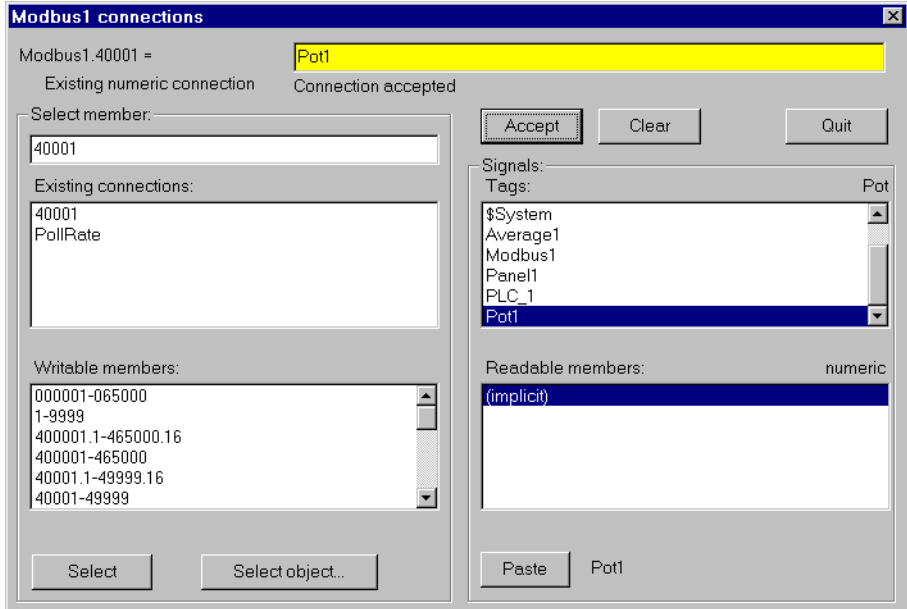 Modbus1 connections
Modbus1.40001 =
Pot1
Existing numeric connection
Connection accepted
Select member:
40001
Existing connections:
40001
PollRate
Writable members:
000001-065000
1-9999
400001.1-465000.16
400001-465000
40001.1-49999.16
40001-49999
Select
Select object...
Accept
Clear
Quit
Signals:
Tags:
Pot
$System
Average1
Modbus1
Panel1
PLC_1
Pot1
Readable members:
numeric
(implicit)
Paste
Pot1